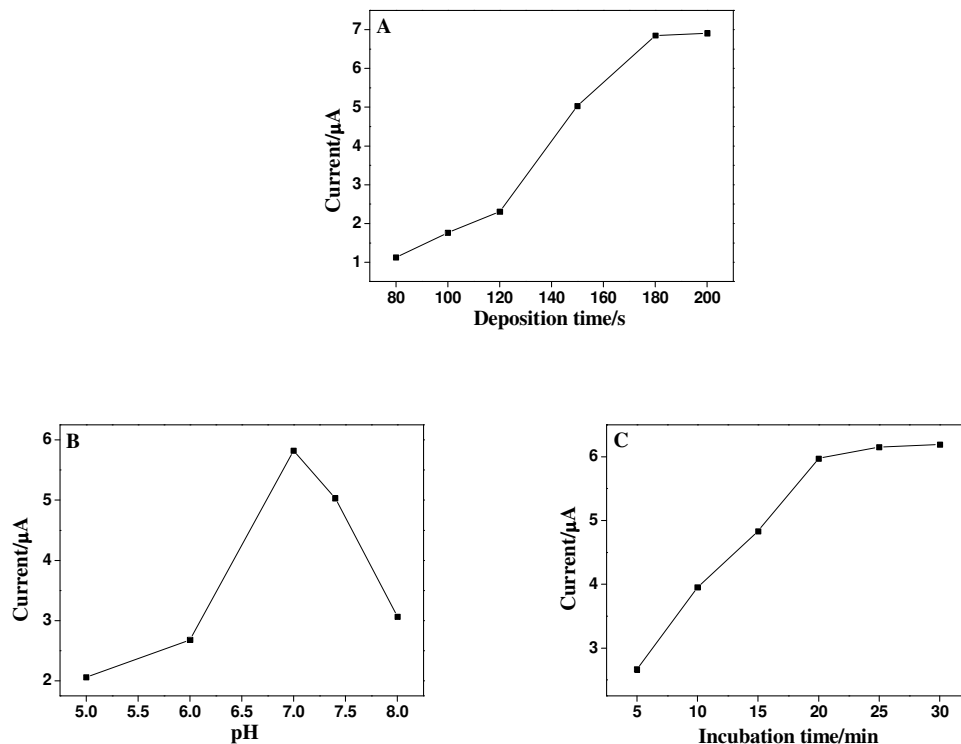 A
7
6
5
4
3
2
1
Current/μA
80 100 120 140 160 180 200
Deposition time/s
B
6
5
4
3
2
Current/μA
5.0 5.5 6.0 6.5 7.0 7.5 8.0
pH
C
6
5
4
3
Current/μA
5 10 15 20 25 30
Incubation time/min